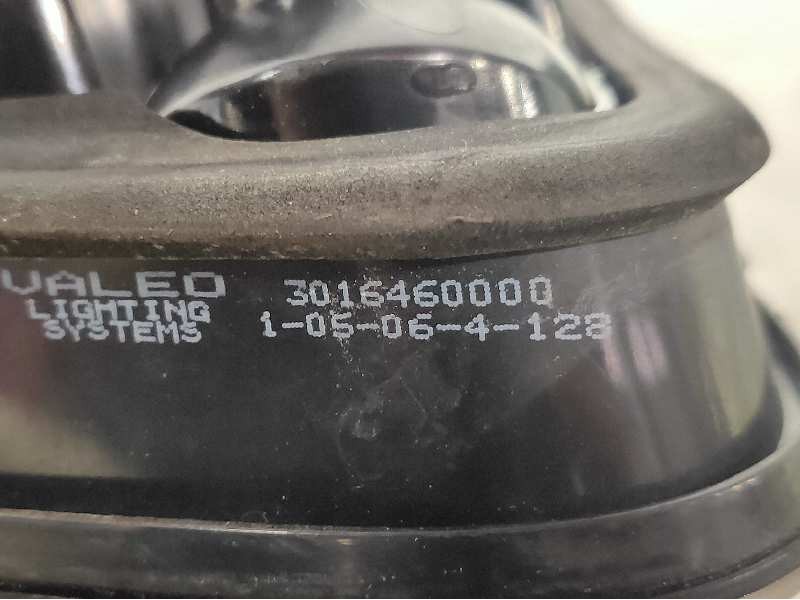 VALEO 3016460000
LIGHTING
SYSTEMS 1-05-06-4-128